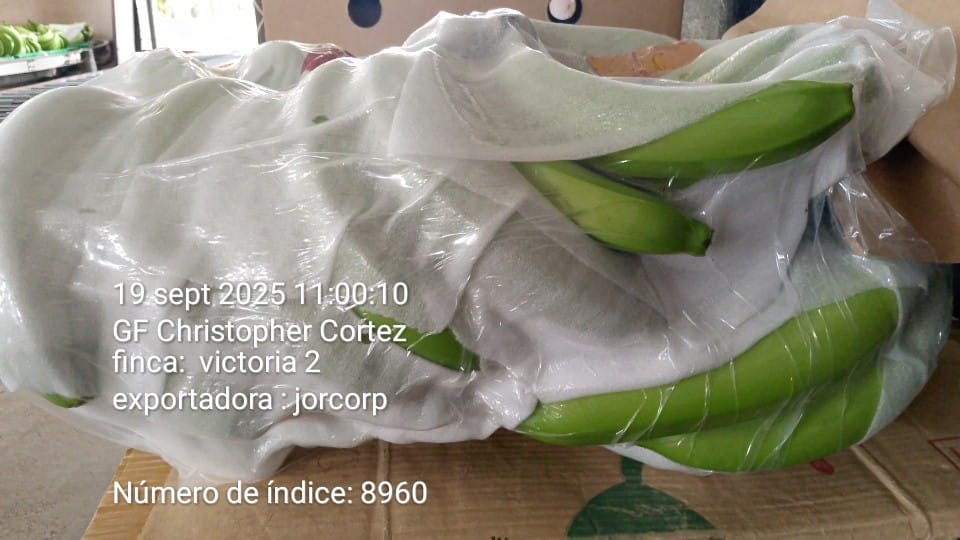 19 sept 2025 11:00:10
GF Christopher Cortez
finca:  victoria 2
exportadora : jorcorp
Número de índice: 8960